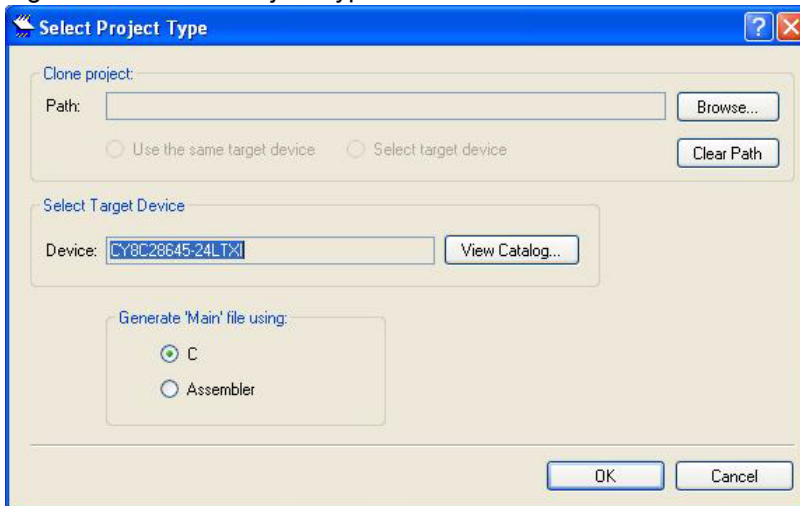 Select Project Type
Clone project:
Path:
Browse...
Use the same target device
Select target device
Clear Path
Select Target Device
Device: CY8C28645-24LTXI
View Catalog...
Generate 'Main' file using:
C
Assembler
OK
Cancel